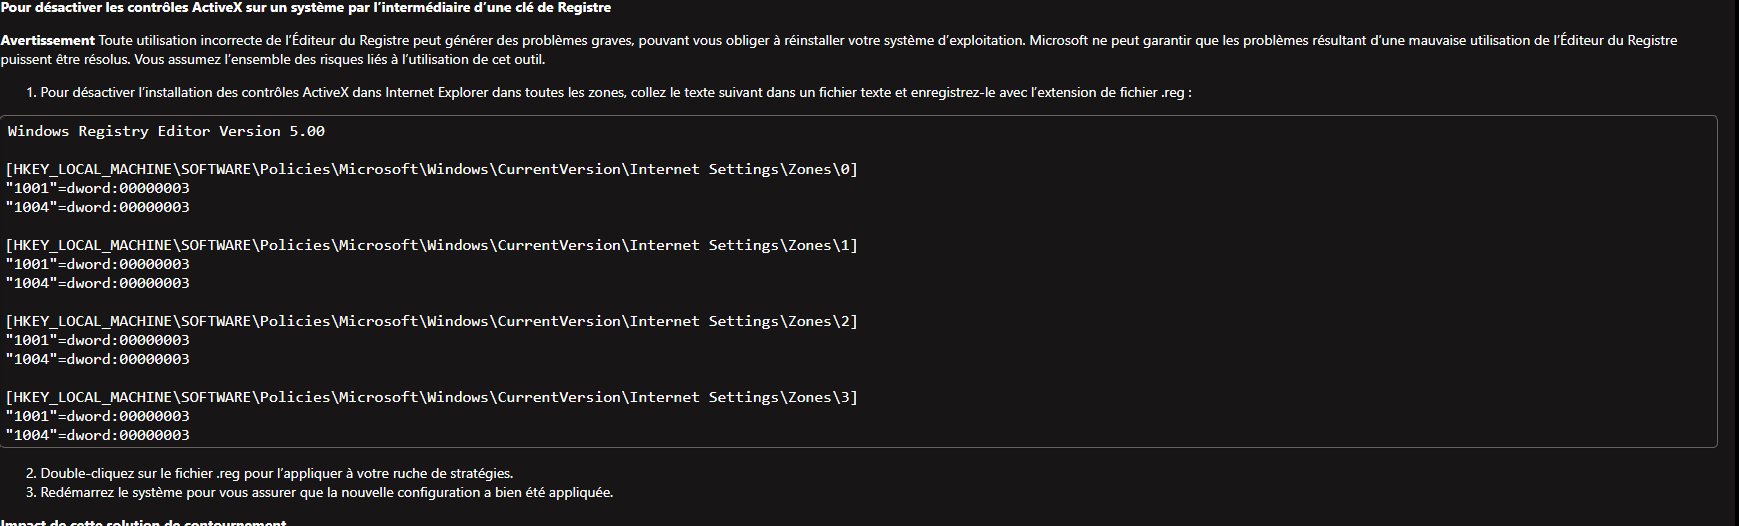 Pour désactiver les contrôles ActiveX sur un système par l’intermédiaire d’une clé de Registre
Avertissement Toute utilisation incorrecte de l’Éditeur du Registre peut générer des problèmes graves, pouvant vous obliger à réinstaller votre système d’exploitation. Microsoft ne peut garantir que les problèmes résultant d’une mauvaise utilisation de l’Éditeur du Registre
puissent être résolus. Vous assumez l’ensemble des risques liés à l’utilisation de cet outil.
1. Pour désactiver l’installation des contrôles ActiveX dans Internet Explorer dans toutes les zones, collez le texte suivant dans un fichier texte et enregistrez-le avec l’extension de fichier .reg :
Windows Registry Editor Version 5.00
[HKEY_LOCAL_MACHINE\SOFTWARE\Policies\Microsoft\Windows\CurrentVersion\Internet Settings\Zones\0]
"1001"=dword:00000003
"1004"=dword:00000003
[HKEY_LOCAL_MACHINE\SOFTWARE\Policies\Microsoft\Windows\CurrentVersion\Internet Settings\Zones\1]
"1001"=dword:00000003
"1004"=dword:00000003
[HKEY_LOCAL_MACHINE\SOFTWARE\Policies\Microsoft\Windows\CurrentVersion\Internet Settings\Zones\2]
"1001"=dword:00000003
"1004"=dword:00000003
[HKEY_LOCAL_MACHINE\SOFTWARE\Policies\Microsoft\Windows\CurrentVersion\Internet Settings\Zones\3]
"1001"=dword:00000003
"1004"=dword:00000003
2. Double-cliquez sur le fichier .reg pour l’appliquer à votre ruche de stratégies.
3. Redémarrez le système pour vous assurer que la nouvelle configuration a bien été appliquée.
Impact de cette solution de contournement